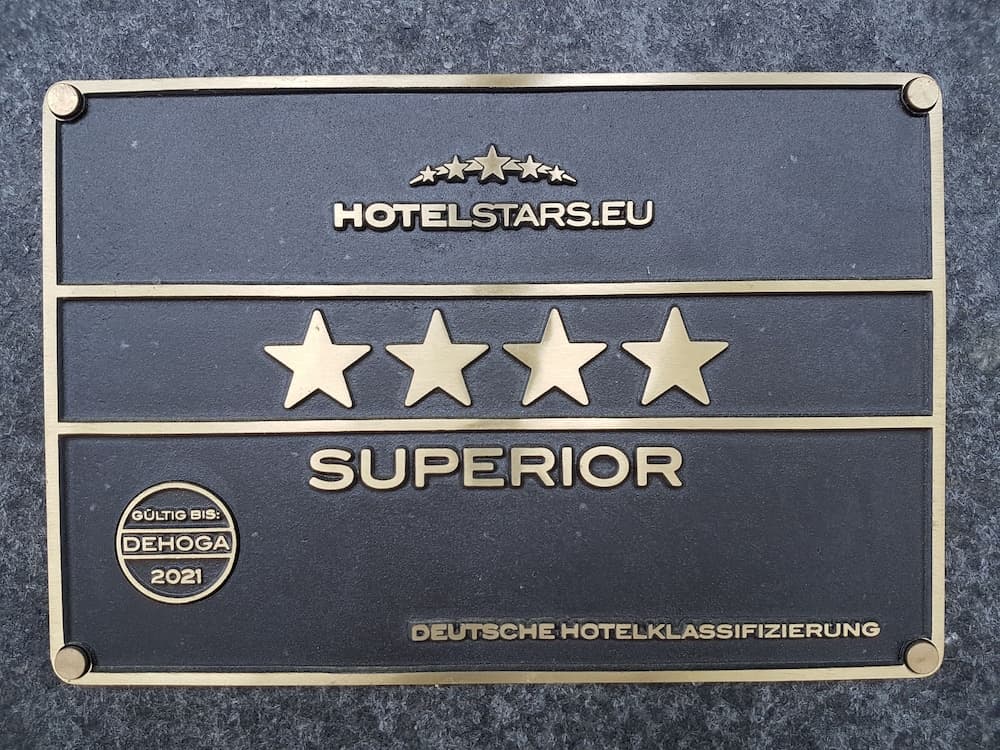 HOTELSTARS.EU
SUPERIOR
GÜLTIG BIS:
DEHOGA
2021
DEUTSCHE HOTELKLASSIFIZIERUNG